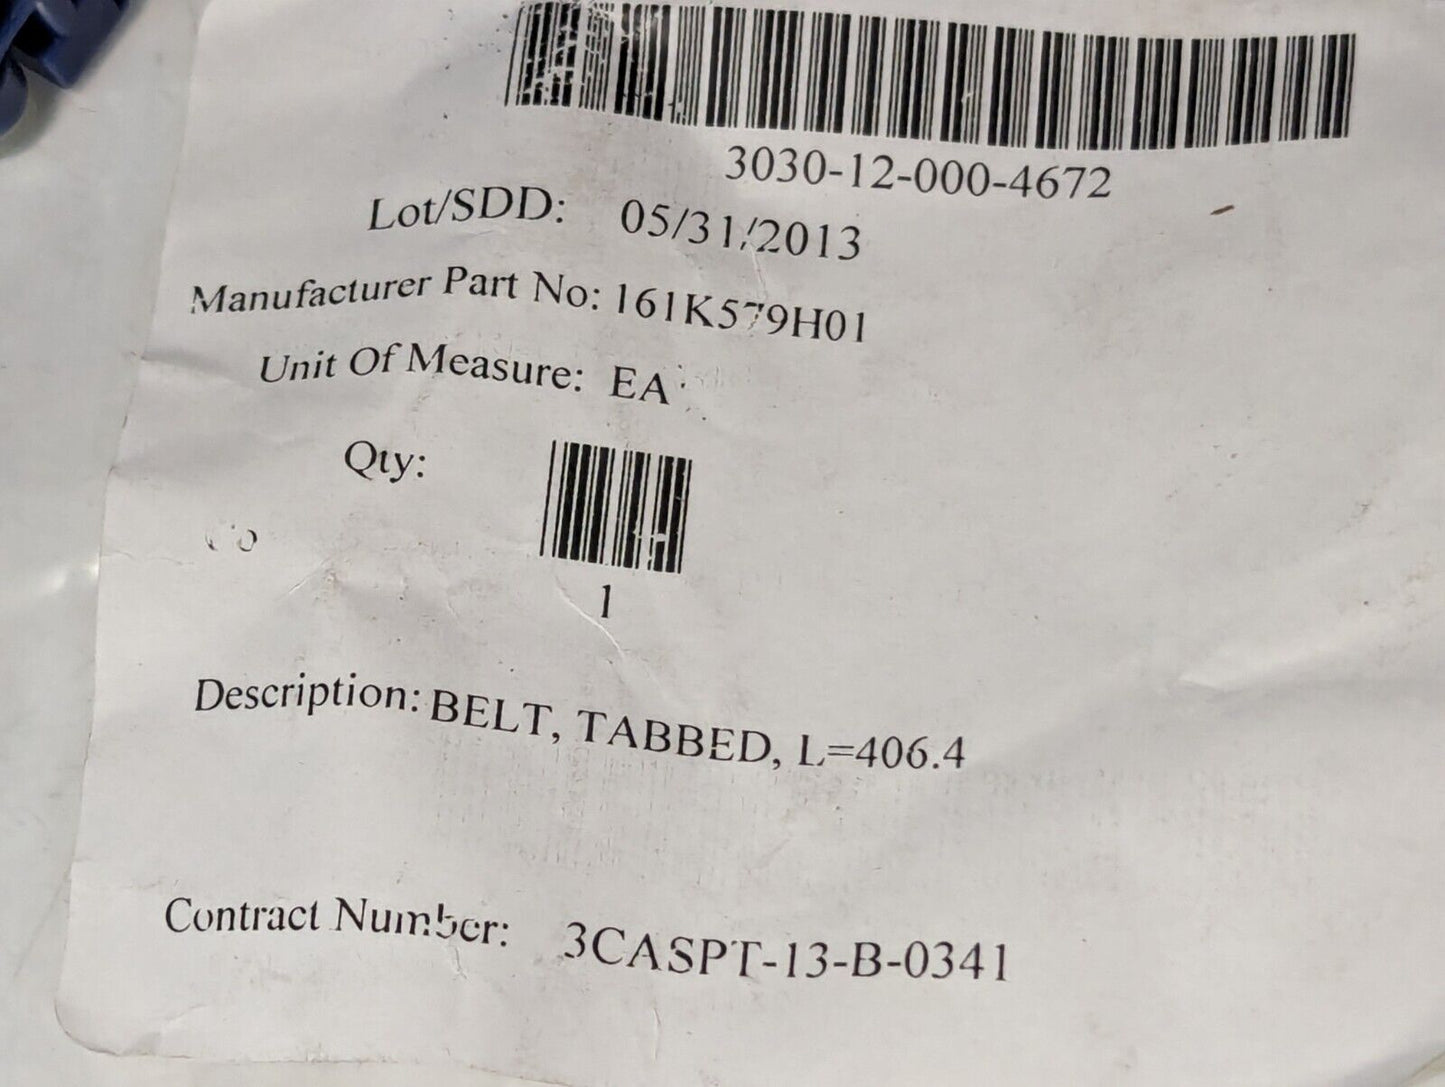 3030-12-000-4672
Lot/SDD: 05/31/2013
Manufacturer Part No: 161K579H01
Unit Of Measure: EA
Qty:
1
Description: BELT, TABBED, L=406.4
Contract Number: 3CASPT-13-B-0341